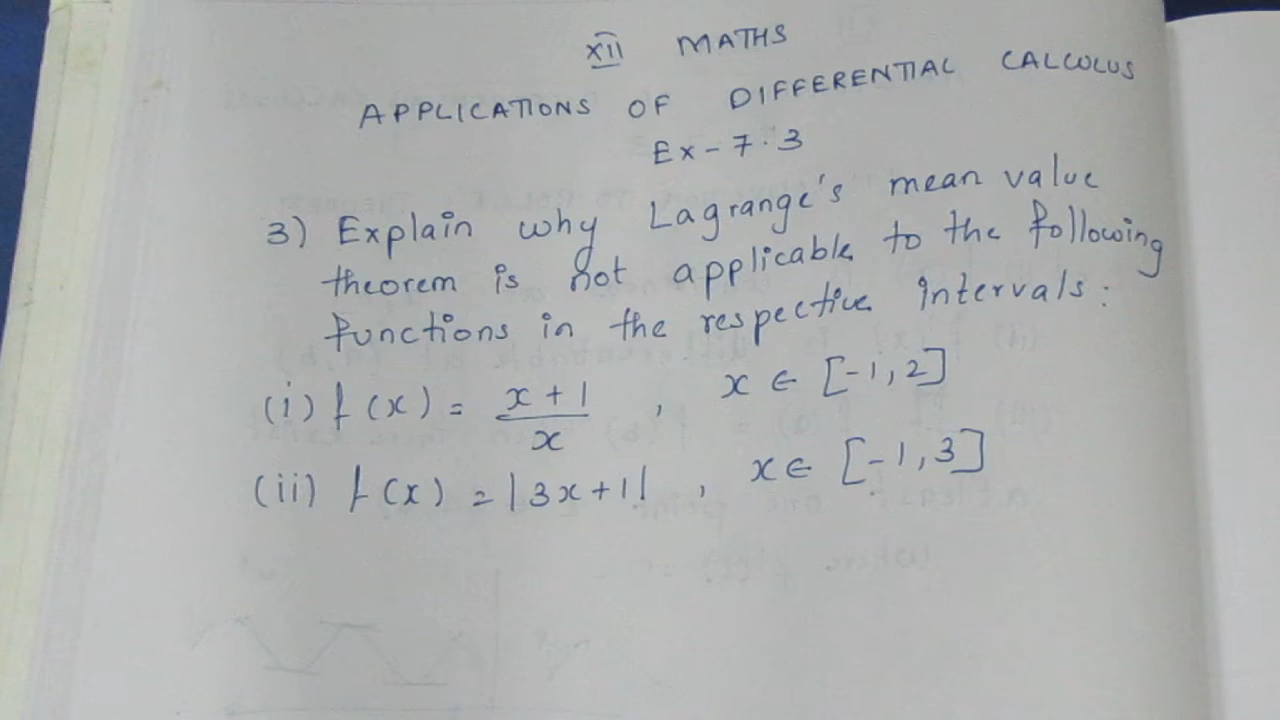 XII MATHS
APPLICATIONS OF DIFFERENTIAL CALCULUS
Ex - 7.3
3) Explain why Lagrange's mean value
theorem is not applicable to the following
functions in the respective intervals:
(i) f(x) = (x+1)/x , x ∈ [-1, 2]
(ii) f(x) = |3x+1| , x ∈ [-1, 3]